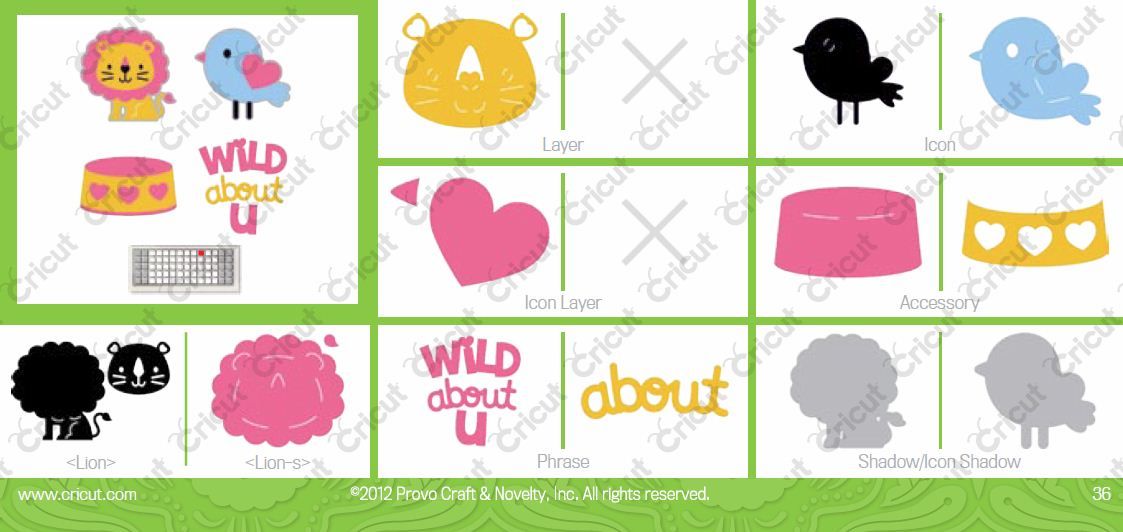 WiLD
about
U
Layer
Icon
Icon Layer
Accessory
WiLD
about
U
about
<Lion>
<Lion-s>
Phrase
Shadow/Icon Shadow
www.cricut.com
©2012 Provo Craft & Novelty, Inc. All rights reserved.
36
Cricut